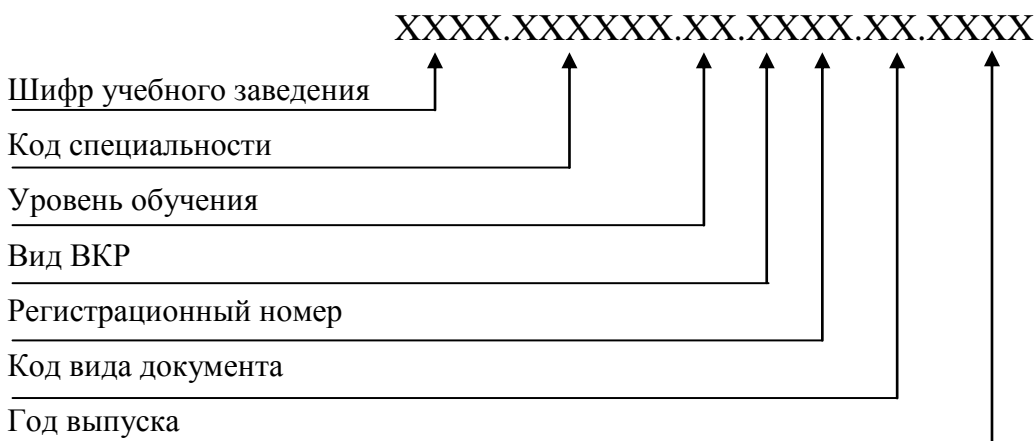 XXXX.XXXXXX.XX.XXXX.XX.XXXX
Шифр учебного заведения
Код специальности
Уровень обучения
Вид ВКР
Регистрационный номер
Код вида документа
Год выпуска